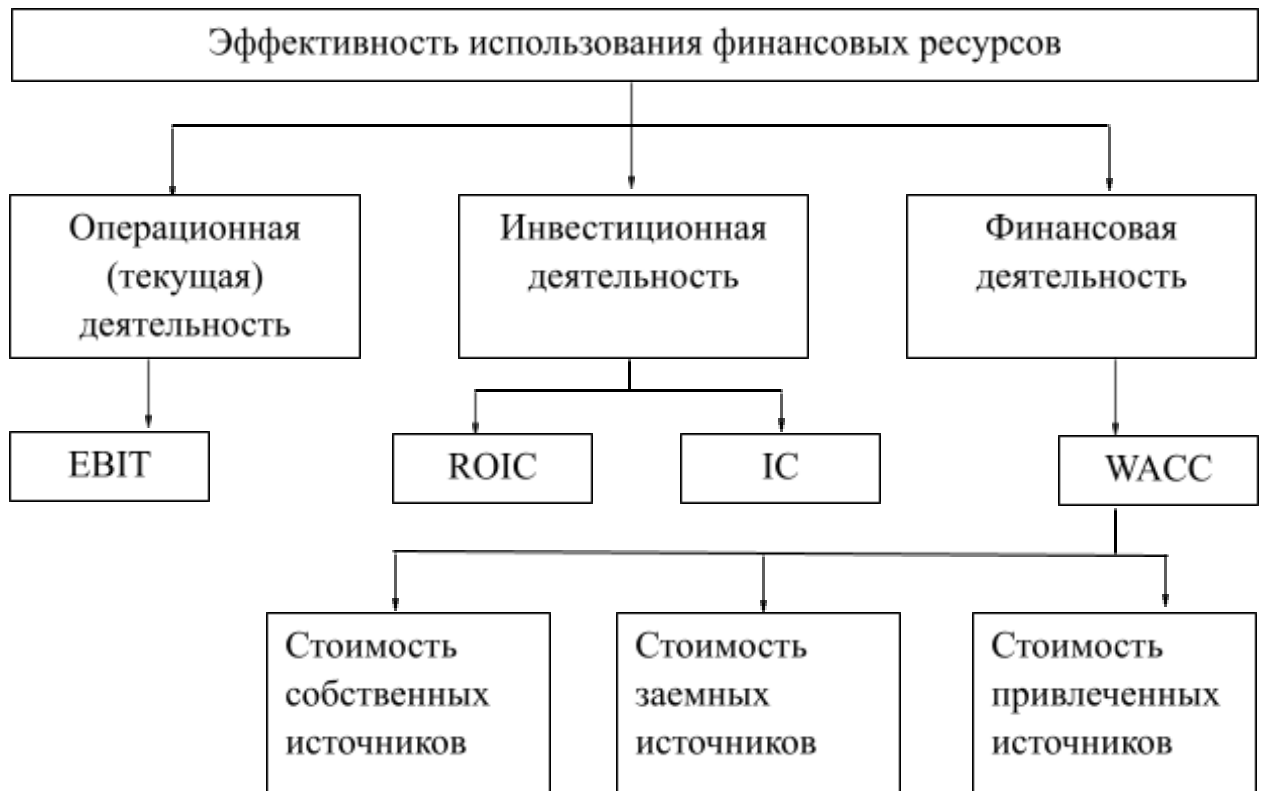 Эффективность использования финансовых ресурсов
Операционная
(текущая)
деятельность
Инвестиционная
деятельность
Финансовая
деятельность
EBIT
ROIC
IC
WACC
Стоимость
собственных
источников
Стоимость
заемных
источников
Стоимость
привлеченных
источников